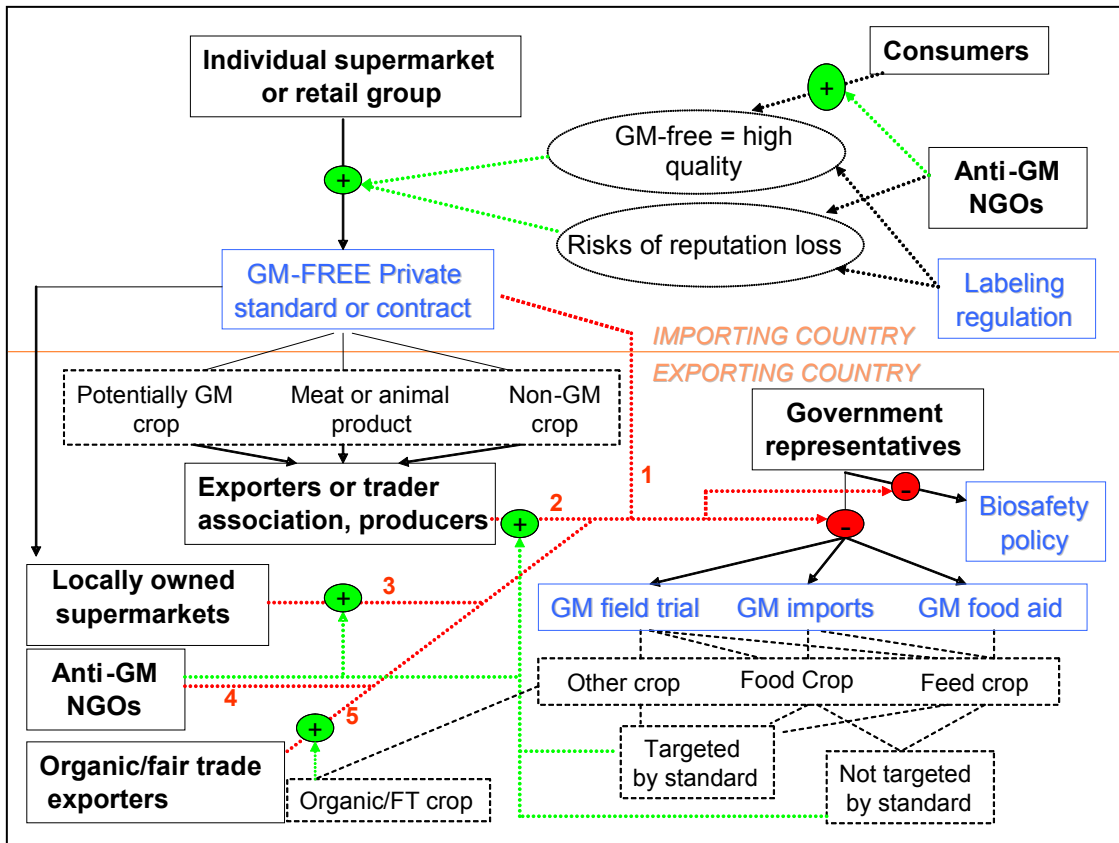 Individual supermarket
or retail group
Consumers
+
GM-free = high
quality
Anti-GM
NGOs
+
Risks of reputation loss
GM-FREE Private
standard or contract
Labeling
regulation
IMPORTING COUNTRY
EXPORTING COUNTRY
Potentially GM
crop
Meat or animal
product
Non-GM
crop
Government
representatives
1
-
Exporters or trader
association, producers
+
2
-
Biosafety
policy
Locally owned
supermarkets
+
3
GM field trial
GM imports
GM food aid
Anti-GM
NGOs
4
Other crop
Food Crop
Feed crop
5
+
Organic/fair trade
exporters
Organic/FT crop
Targeted
by standard
Not targeted
by standard